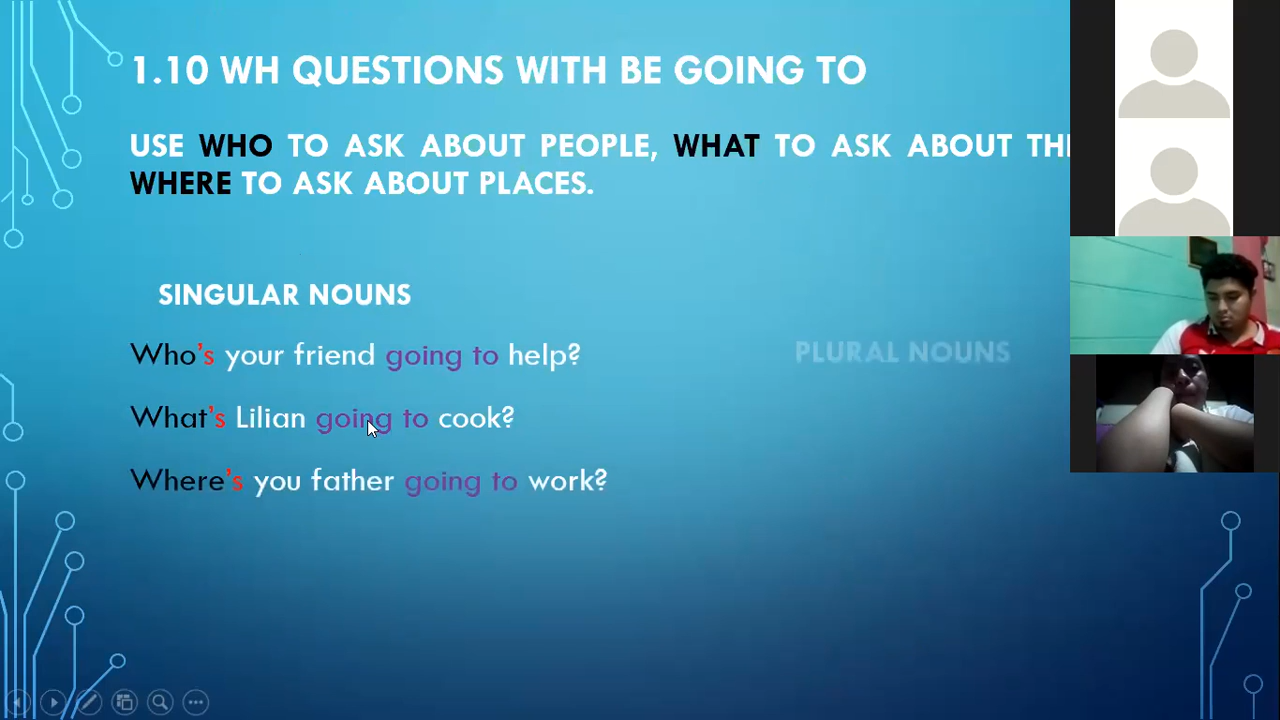 1.10 WH QUESTIONS WITH BE GOING TO
USE WHO TO ASK ABOUT PEOPLE, WHAT TO ASK ABOUT
WHERE TO ASK ABOUT PLACES.
SINGULAR NOUNS
Who's your friend going to help?
PLURAL NOUNS
What's Lilian going to cook?
Where's you father going to work?